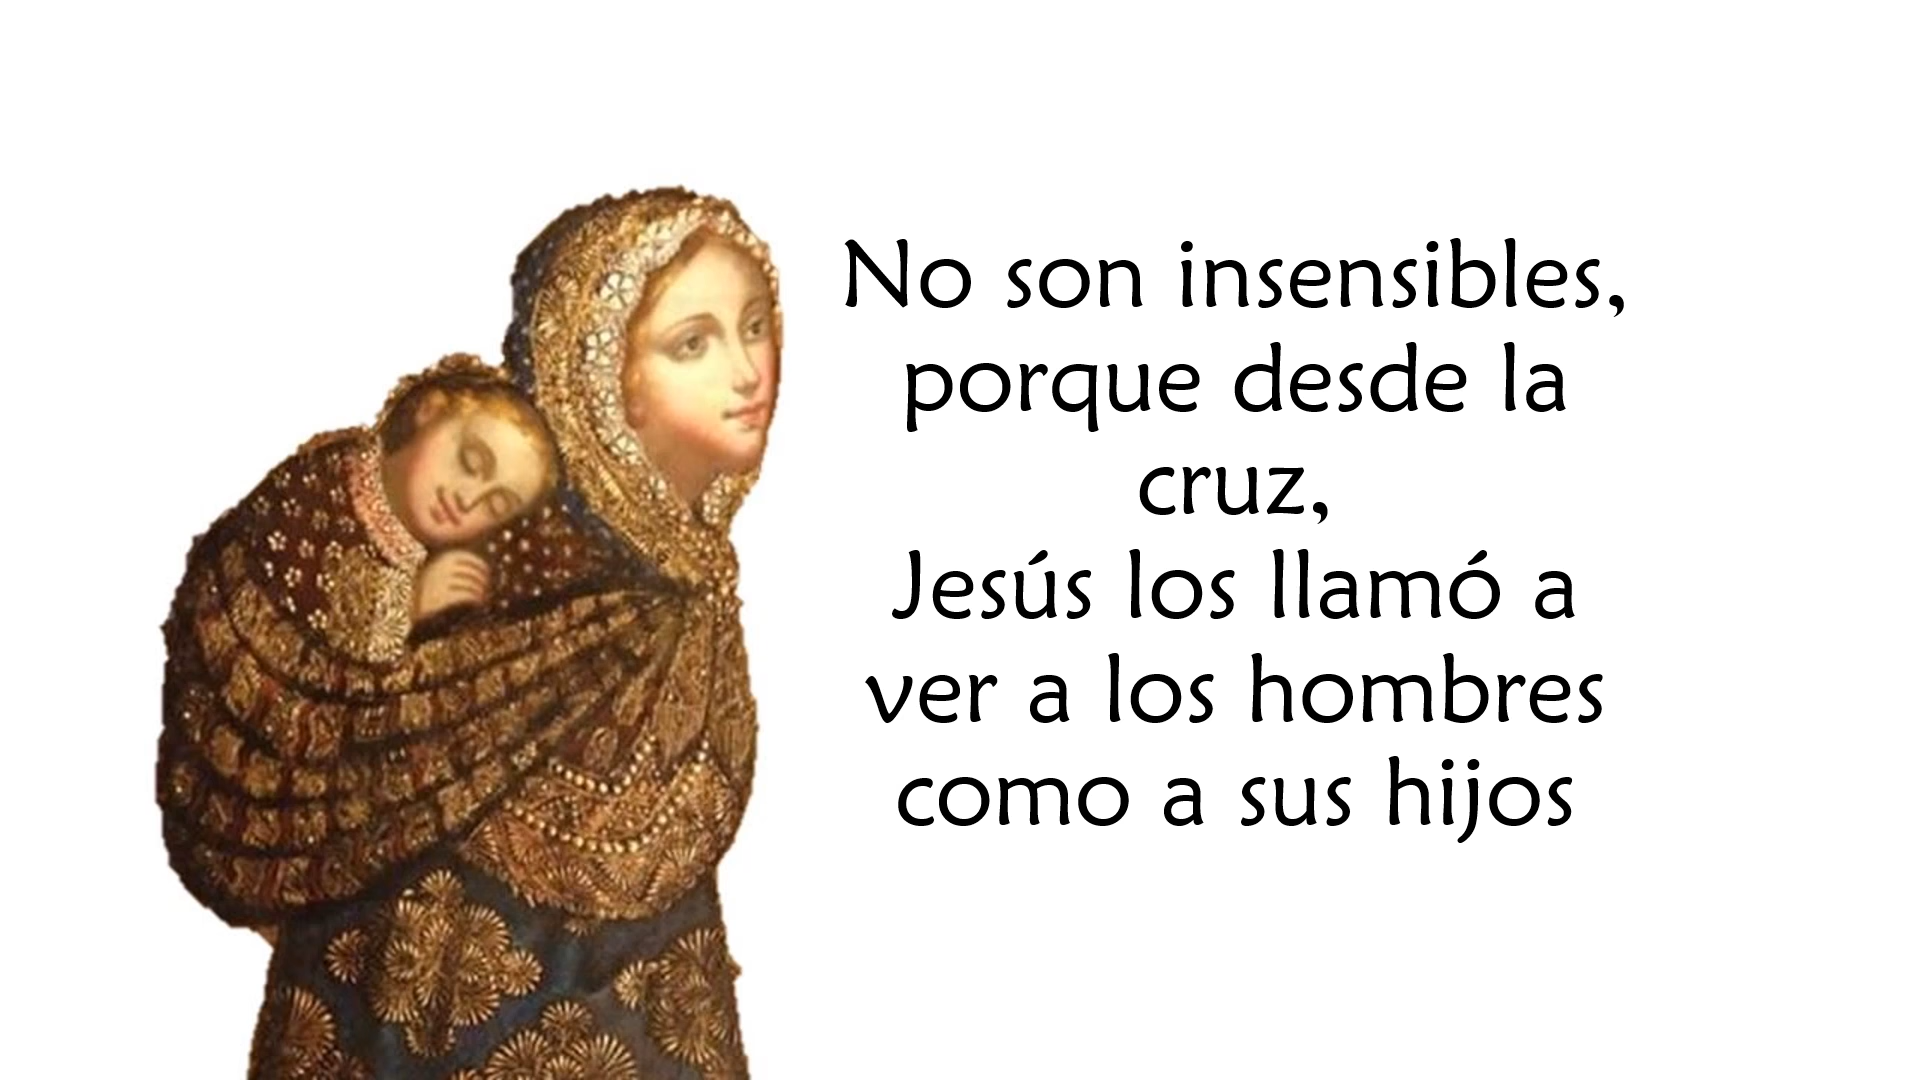 No son insensibles,
porque desde la
cruz,
Jesús los llamó a
ver a los hombres
como a sus hijos